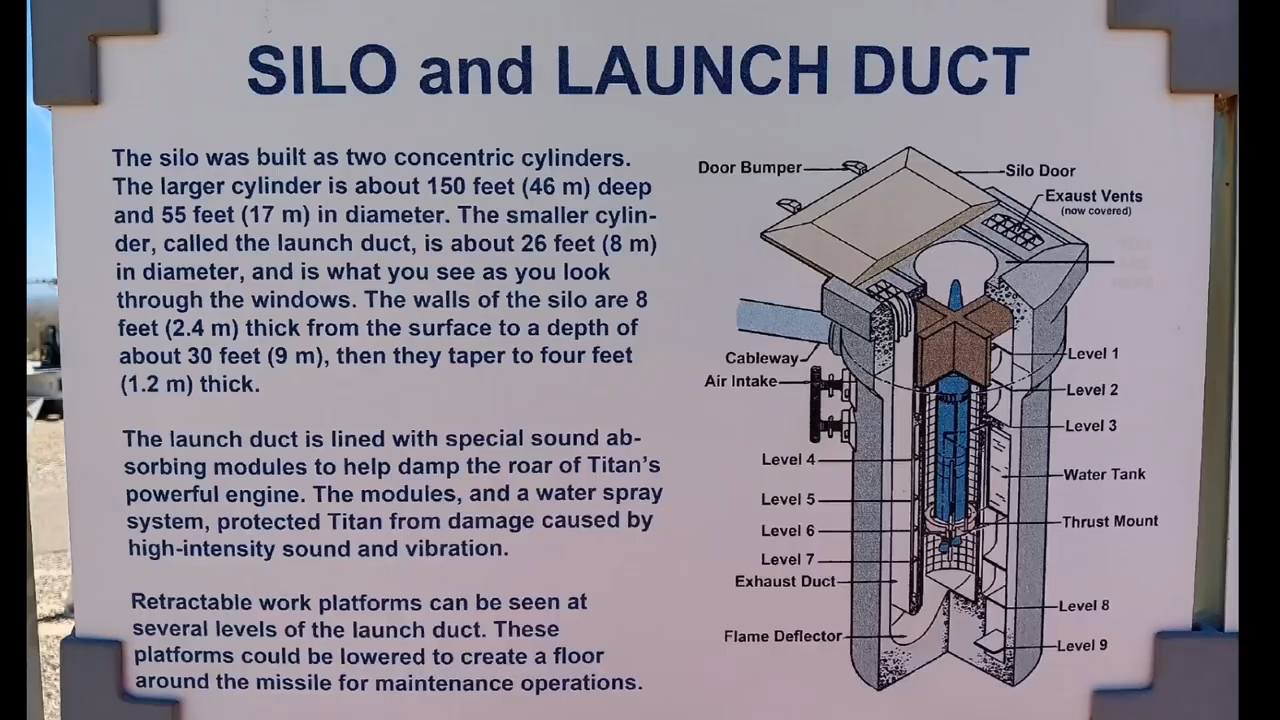 SILO and LAUNCH DUCT
The silo was built as two concentric cylinders.
The larger cylinder is about 150 feet (46 m) deep
and 55 feet (17 m) in diameter. The smaller cylin-
der, called the launch duct, is about 26 feet (8 m)
in diameter, and is what you see as you look
through the windows. The walls of the silo are 8
feet (2.4 m) thick from the surface to a depth of
about 30 feet (9 m), then they taper to four feet
(1.2 m) thick.
The launch duct is lined with special sound ab-
sorbing modules to help damp the roar of Titan's
powerful engine. The modules, and a water spray
system, protected Titan from damage caused by
high-intensity sound and vibration.
Retractable work platforms can be seen at
several levels of the launch duct. These
platforms could be lowered to create a floor
around the missile for maintenance operations.
Door Bumper
Silo Door
Exaust Vents
(now covered)
Cableway
Air Intake
Level 1
Level 2
Level 3
Level 4
Water Tank
Level 5
Thrust Mount
Level 6
Level 7
Exhaust Duct
Level 8
Flame Deflector
Level 9